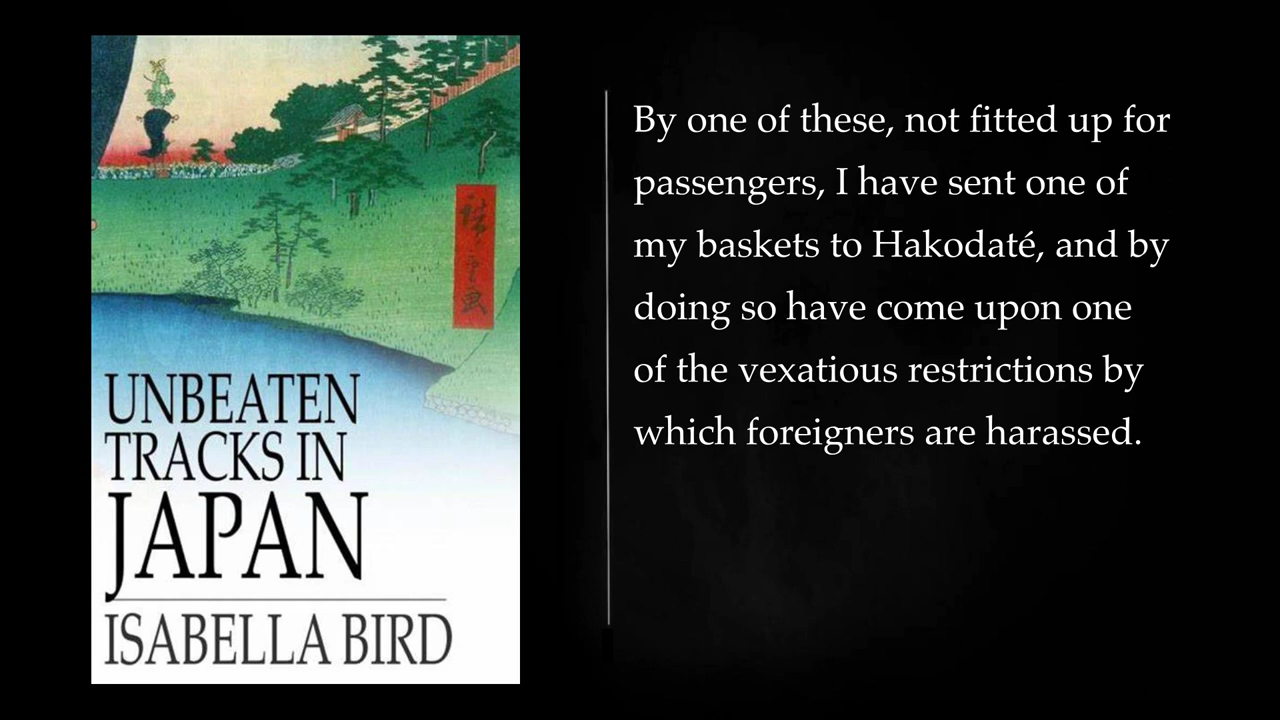 UNBEATEN
TRACKS IN
JAPAN
ISABELLA BIRD
By one of these, not fitted up for
passengers, I have sent one of
my baskets to Hakodaté, and by
doing so have come upon one
of the vexatious restrictions by
which foreigners are harassed.